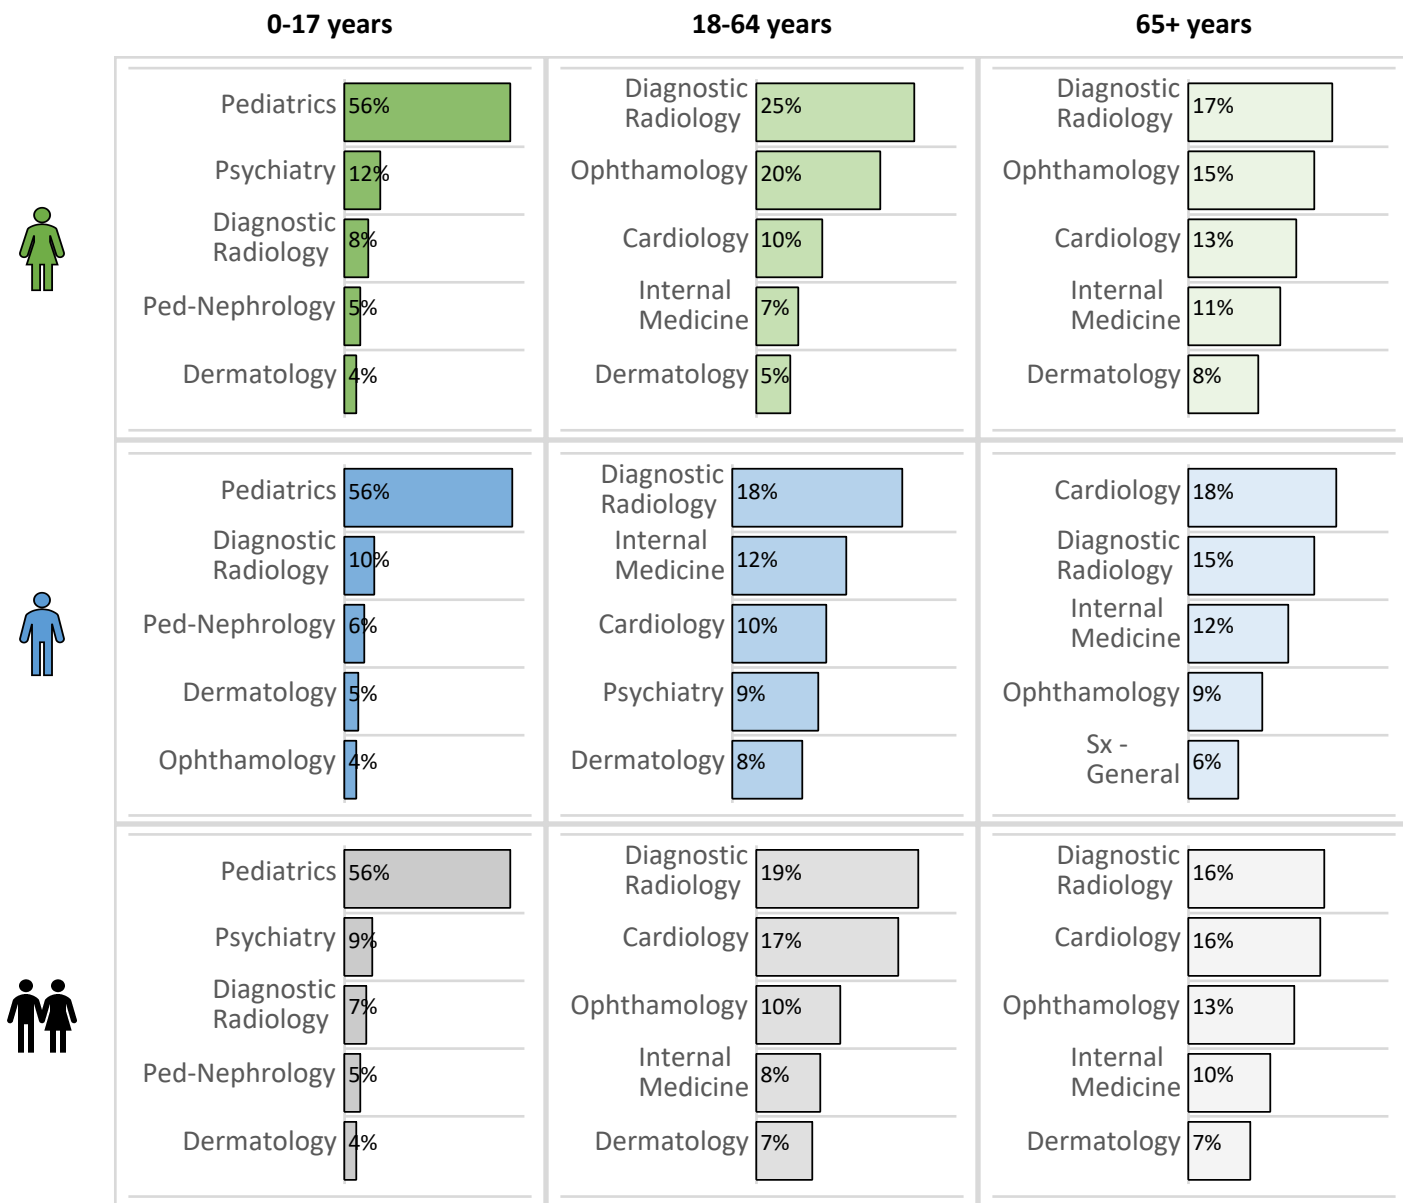 0-17 years
18-64 years
65+ years
Pediatrics 56%
Psychiatry 12%
Diagnostic
Radiology 8%
Ped-Nephrology 5%
Dermatology 4%
Diagnostic
Radiology 25%
Ophthamology 20%
Cardiology 10%
Internal
Medicine 7%
Dermatology 5%
Diagnostic
Radiology 17%
Ophthamology 15%
Cardiology 13%
Internal
Medicine 11%
Dermatology 8%
Pediatrics 56%
Diagnostic
Radiology 10%
Ped-Nephrology 6%
Dermatology 5%
Ophthamology 4%
Diagnostic
Radiology 18%
Internal
Medicine 12%
Cardiology 10%
Psychiatry 9%
Dermatology 8%
Cardiology 18%
Diagnostic
Radiology 15%
Internal
Medicine 12%
Ophthamology 9%
Sx -
General 6%
Pediatrics 56%
Psychiatry 9%
Diagnostic
Radiology 7%
Ped-Nephrology 5%
Dermatology 4%
Diagnostic
Radiology 19%
Cardiology 17%
Ophthamology 10%
Internal
Medicine 8%
Dermatology 7%
Diagnostic
Radiology 16%
Cardiology 16%
Ophthamology 13%
Internal
Medicine 10%
Dermatology 7%